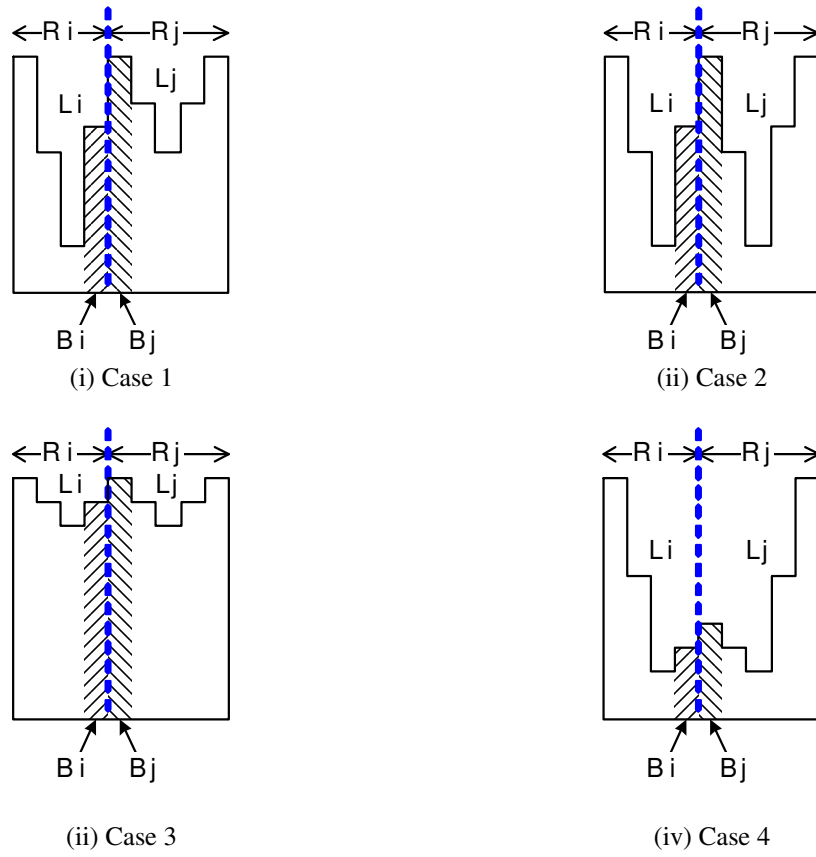 Ri Rj Ri Rj
Li Lj Li Lj
Bi Bj Bi Bj
(i) Case 1 (ii) Case 2
Ri Rj Ri Rj
Li Lj
Li Lj
Bi Bj Bi Bj
(ii) Case 3 (iv) Case 4